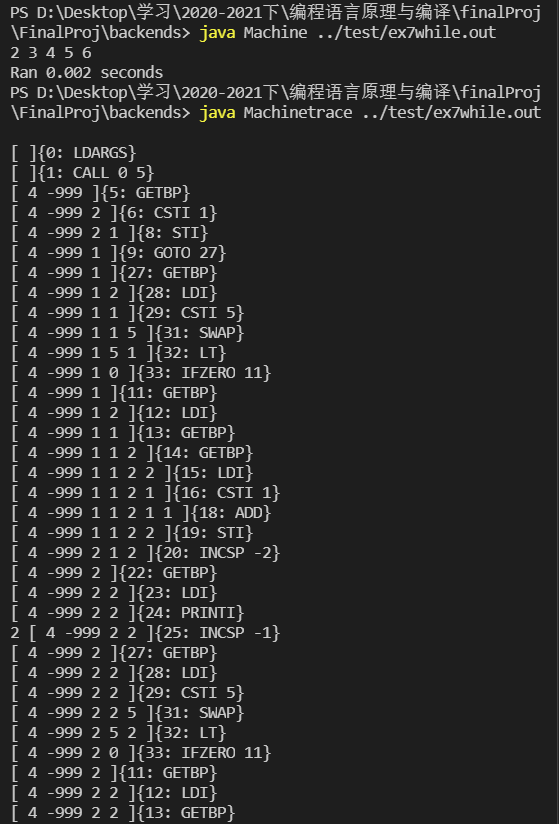 PS D:\Desktop\学习\2020-2021下\编程语言原理与编译\finalProj
\FinalProj\backends> java Machine ../test/ex7while.out
2 3 4 5 6
Ran 0.002 seconds
PS D:\Desktop\学习\2020-2021下\编程语言原理与编译\finalProj
\FinalProj\backends> java Machinetrace ../test/ex7while.out
[ ]{0: LDARGS}
[ ]{1: CALL 0 5}
[ 4 -999 ]{5: GETBP}
[ 4 -999 2 ]{6: CSTI 1}
[ 4 -999 2 1 ]{8: STI}
[ 4 -999 1 ]{9: GOTO 27}
[ 4 -999 1 ]{27: GETBP}
[ 4 -999 1 2 ]{28: LDI}
[ 4 -999 1 1 ]{29: CSTI 5}
[ 4 -999 1 1 5 ]{31: SWAP}
[ 4 -999 1 5 1 ]{32: LT}
[ 4 -999 1 0 ]{33: IFZERO 11}
[ 4 -999 1 ]{11: GETBP}
[ 4 -999 1 2 ]{12: LDI}
[ 4 -999 1 1 ]{13: GETBP}
[ 4 -999 1 1 2 ]{14: GETBP}
[ 4 -999 1 1 2 2 ]{15: LDI}
[ 4 -999 1 1 2 1 ]{16: CSTI 1}
[ 4 -999 1 1 2 1 1 ]{18: ADD}
[ 4 -999 1 1 2 2 ]{19: STI}
[ 4 -999 2 1 2 ]{20: INCSP -2}
[ 4 -999 2 ]{22: GETBP}
[ 4 -999 2 2 ]{23: LDI}
[ 4 -999 2 2 ]{24: PRINTI}
2 [ 4 -999 2 2 ]{25: INCSP -1}
[ 4 -999 2 ]{27: GETBP}
[ 4 -999 2 2 ]{28: LDI}
[ 4 -999 2 2 ]{29: CSTI 5}
[ 4 -999 2 2 5 ]{31: SWAP}
[ 4 -999 2 5 2 ]{32: LT}
[ 4 -999 2 0 ]{33: IFZERO 11}
[ 4 -999 2 ]{11: GETBP}
[ 4 -999 2 2 ]{12: LDI}
[ 4 -999 2 2 ]{13: GETBP}